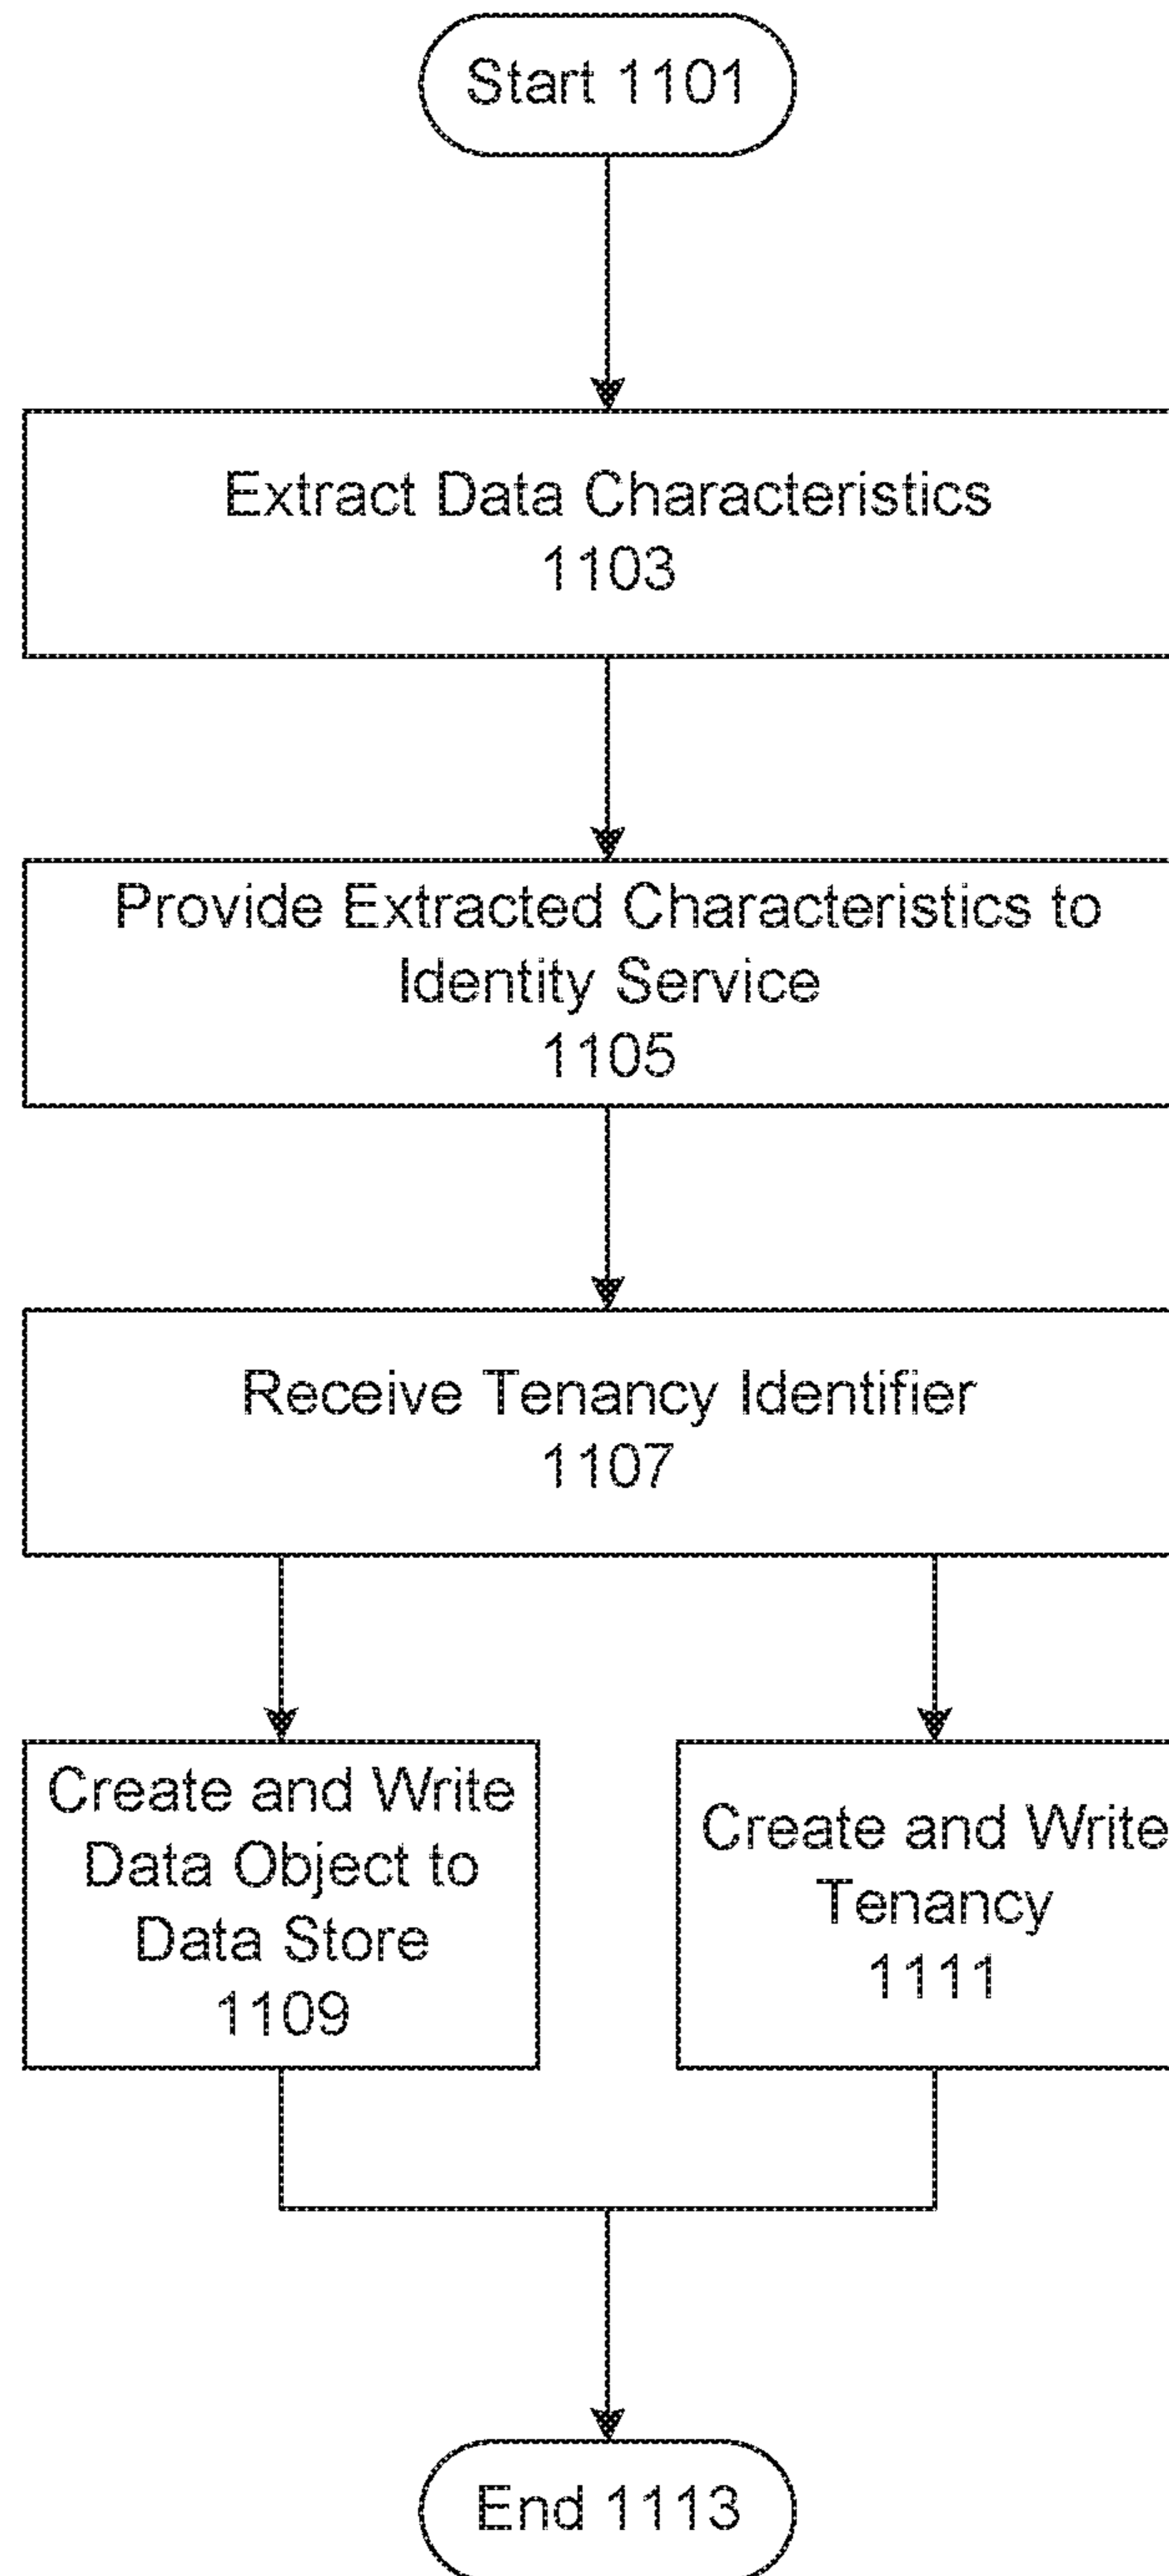 Start 1101
Extract Data Characteristics
1103
Provide Extracted Characteristics to
Identity Service
1105
Receive Tenancy Identifier
1107
Create and Write
Data Object to
Data Store
1109
Create and Write
Tenancy
1111
End 1113